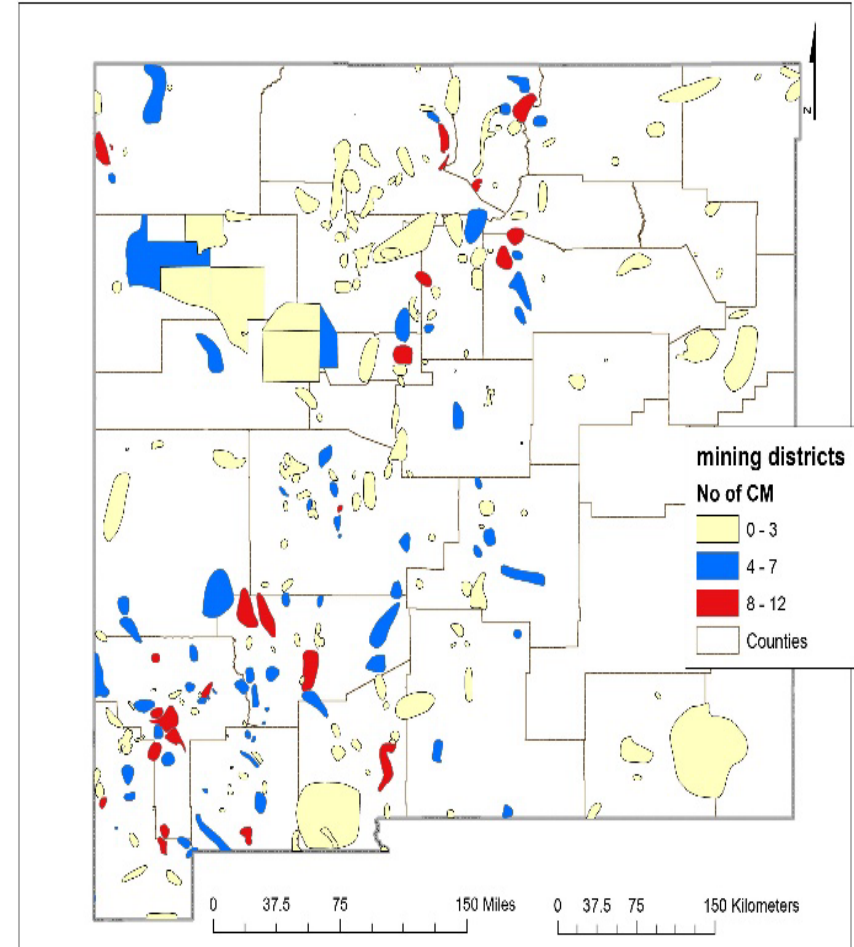 N
mining districts
No of CM
0 - 3
4 - 7
8 - 12
Counties
0 37.5 75 150 Miles
0 37.5 75 150 Kilometers